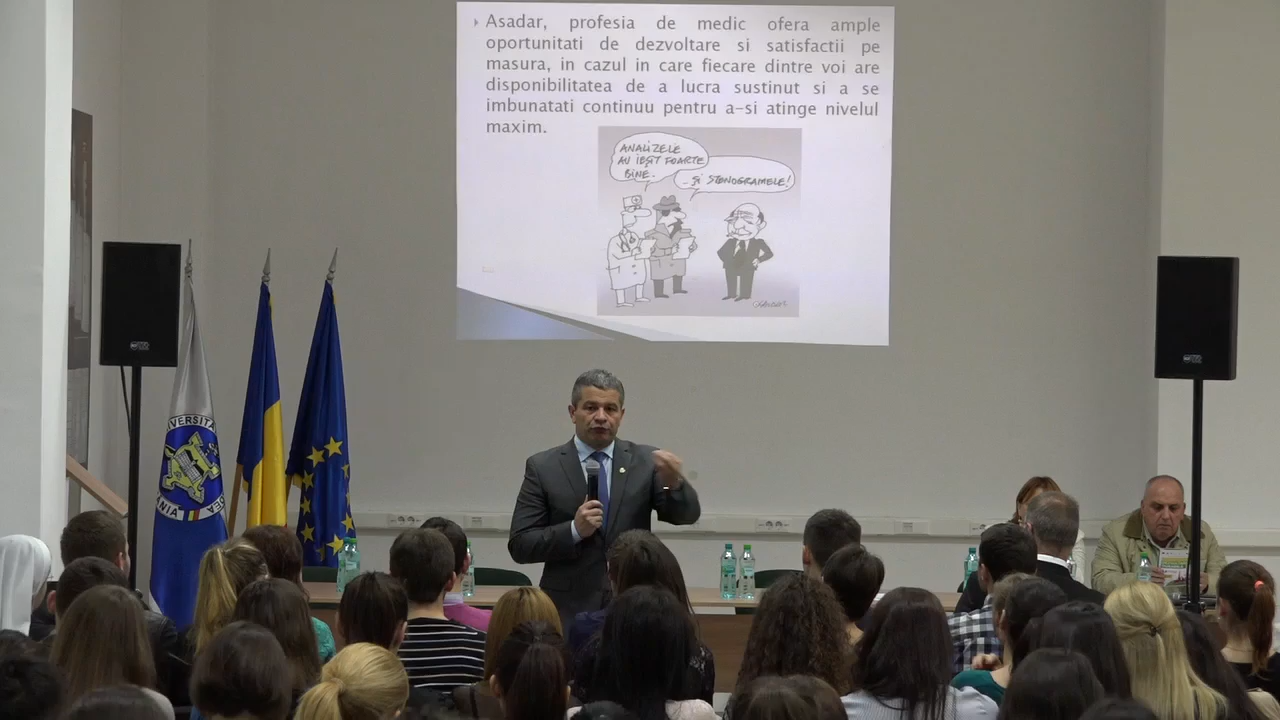 Asadar, profesia de medic ofera ample
oportunitati de dezvoltare si satisfactii pe
masura, in cazul in care fiecare dintre voi are
disponibilitatea de a lucra sustinut si a se
imbunatati continuu pentru a-si atinge nivelul
maxim.
ANALIZELE
AU IEȘIT FOARTE
BINE.
...ȘI STENOGRAMELE!